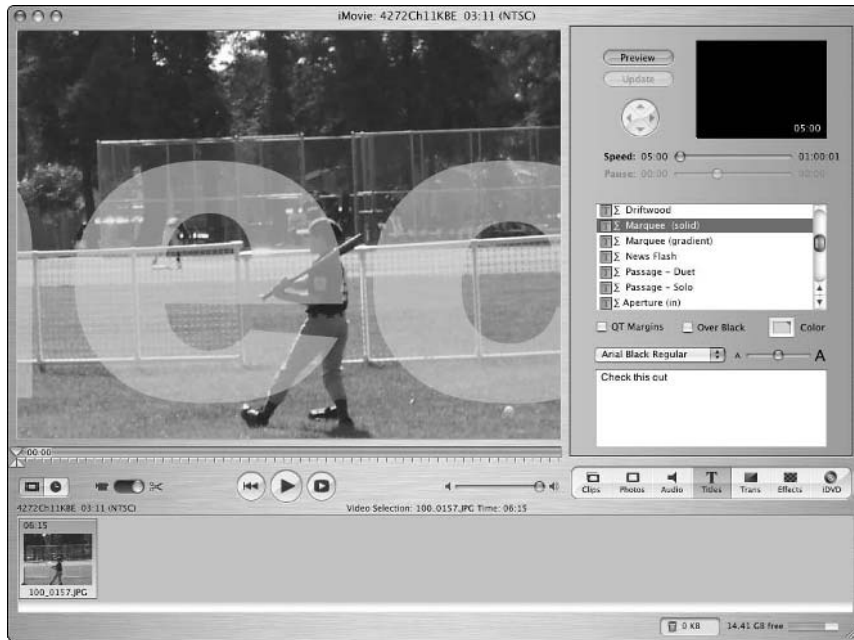 iMovie: 4272Ch11KBE 03:11 (NTSC)
eo
Preview
Update
05:00
Speed: 05:00 01:00:01
Pause: 00:00
Driftwood
Marquee (solid)
Marquee (gradient)
News Flash
Passage - Duet
Passage - Solo
Aperture (in)
QT Margins Over Black Color
Arial Black Regular A A
Check this out
00:00
Clips Photos Audio Titles Trans Effects iDVD
4272Ch11KBE 03:11 (NTSC) Video Selection: 100_0157.JPG Time: 06:15
06:15
100_0157.JPG
0 KB 14.41 GB free